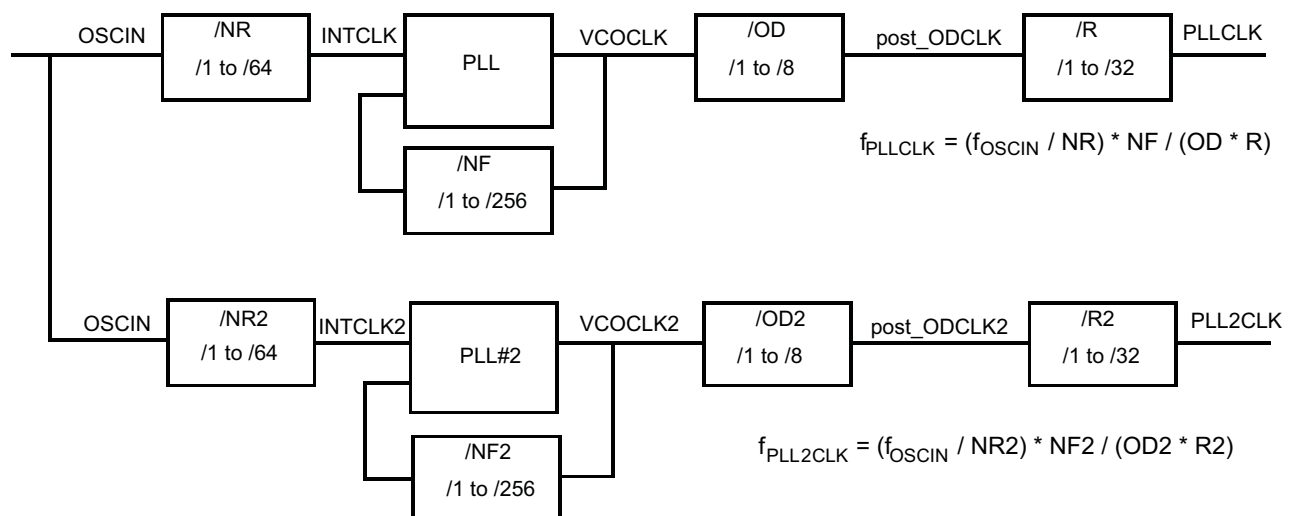 OSCIN
/NR
/1 to /64
INTCLK
PLL
VCOCLK
/OD
/1 to /8
post_ODCLK
/R
/1 to /32
PLLCLK
/NF
/1 to /256
fPLLCLK = (fOSCIN / NR) * NF / (OD * R)
OSCIN
/NR2
/1 to /64
INTCLK2
PLL#2
VCOCLK2
/OD2
/1 to /8
post_ODCLK2
/R2
/1 to /32
PLL2CLK
/NF2
/1 to /256
fPLL2CLK = (fOSCIN / NR2) * NF2 / (OD2 * R2)